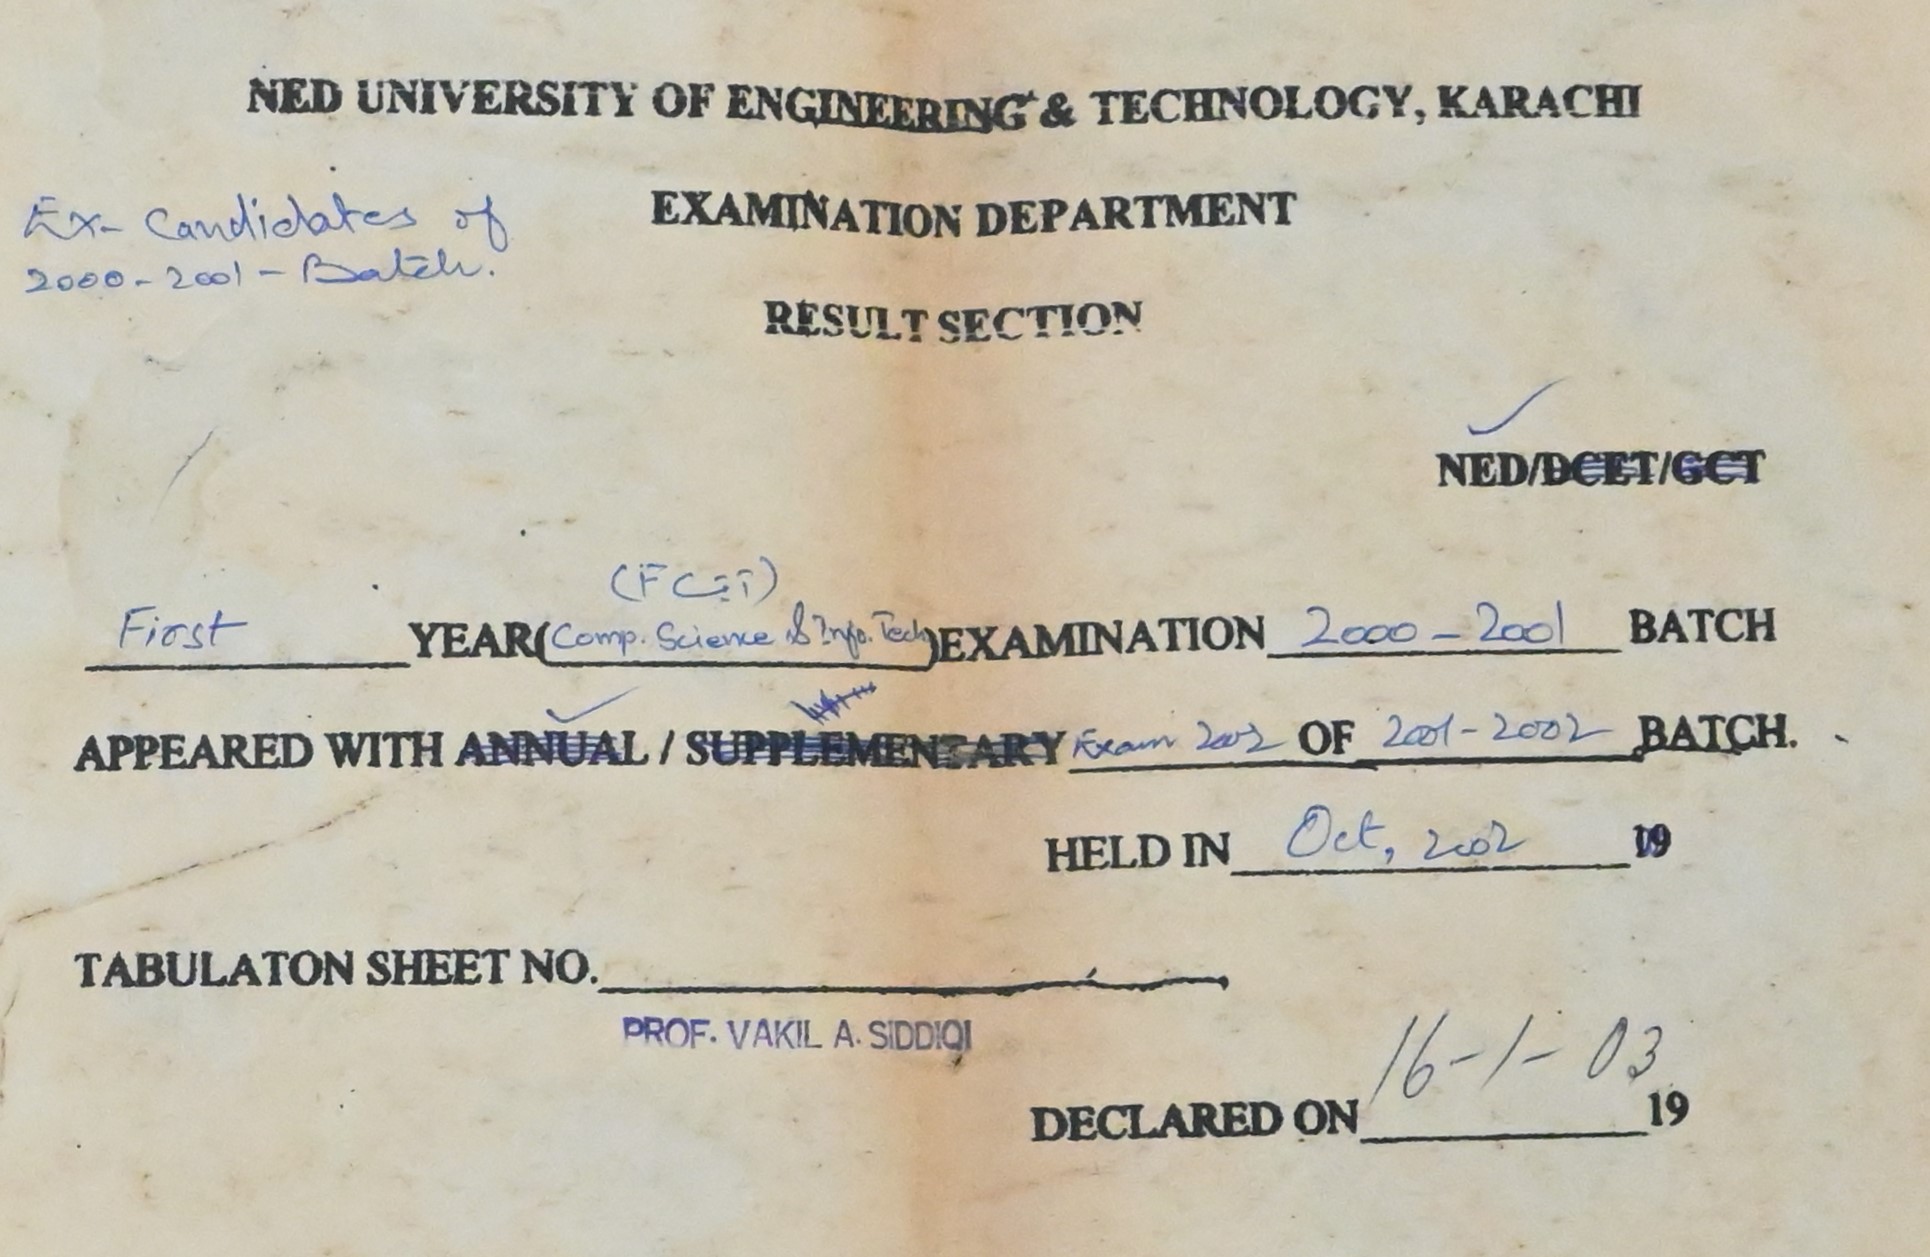 NED UNIVERSITY OF ENGINEERING & TECHNOLOGY, KARACHI
EXAMINATION DEPARTMENT
Ex- Candidates of
2000-2001-Batch.
RESULT SECTION
NED/DCET/GCT
First YEAR(Comp. Science & Info. Tech)EXAMINATION 2000-2001 BATCH
APPEARED WITH ANNUAL / SUPPLEMENTARY Exam 2002 OF 2001-2002 BATCH.
HELD IN Oct, 2002 19
TABULATON SHEET NO.
PROF. VAKIL A. SIDDIQI
16-1-03
DECLARED ON 19